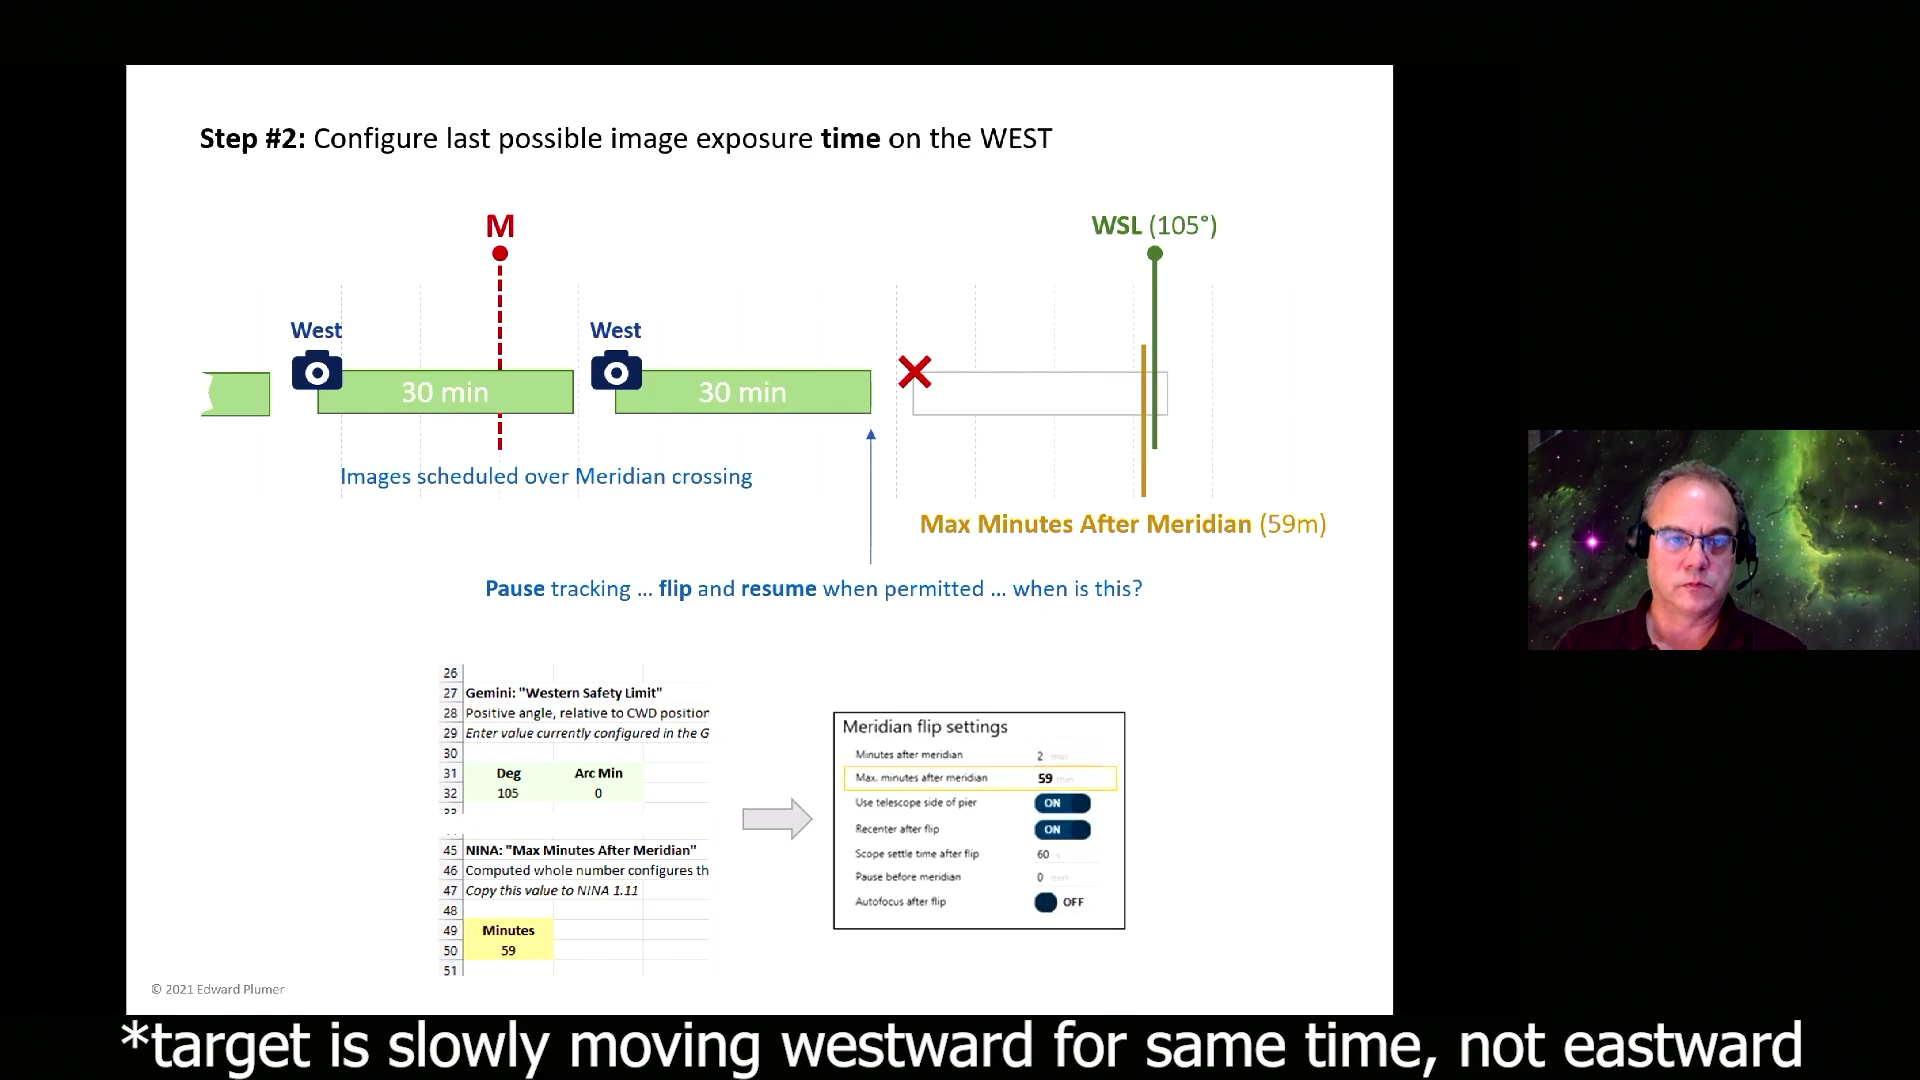 Step #2: Configure last possible image exposure time on the WEST
M
WSL (105°)
West
West
30 min
30 min
Images scheduled over Meridian crossing
Max Minutes After Meridian (59m)
Pause tracking ... flip and resume when permitted ... when is this?
26
27 Gemini: "Western Safety Limit"
28 Positive angle, relative to CWD position
29 Enter value currently configured in the G
30
31 Deg Arc Min
32 105 0
33
45 NINA: "Max Minutes After Meridian"
46 Computed whole number configures th
47 Copy this value to NINA 1.11
48
49 Minutes
50 59
51
Meridian flip settings
Minutes after meridian 2 min
Max. minutes after meridian 59 min
Use telescope side of pier ON
Recenter after flip ON
Scope settle time after flip 60 s
Pause before meridian 0 min
Autofocus after flip OFF
© 2021 Edward Plumer
*target is slowly moving westward for same time, not eastward